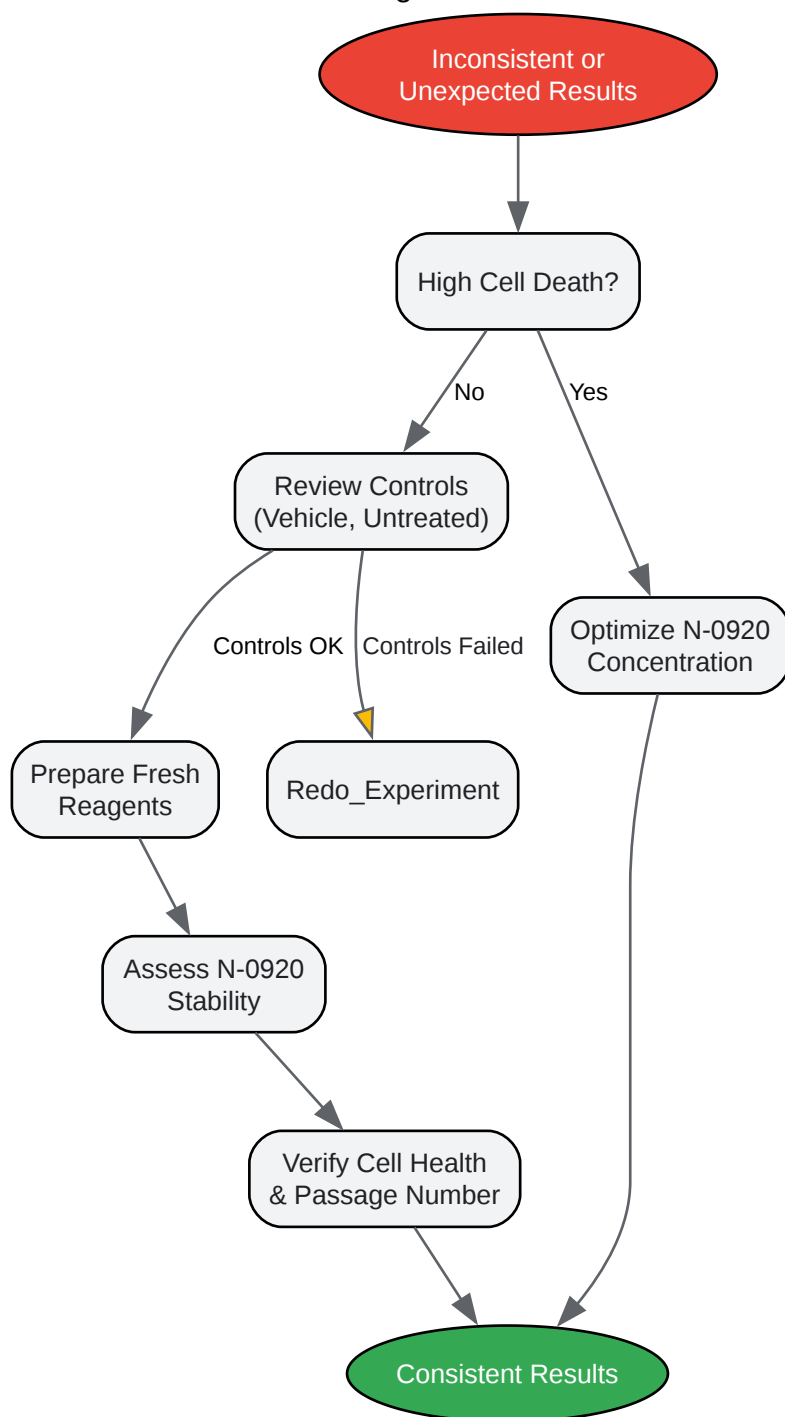 Inconsistent or
Unexpected Results
High Cell Death?
No
Yes
Review Controls
(Vehicle, Untreated)
Optimize N-0920
Concentration
Controls OK
Controls Failed
Prepare Fresh
Reagents
Redo_Experiment
Assess N-0920
Stability
Verify Cell Health
& Passage Number
Consistent Results